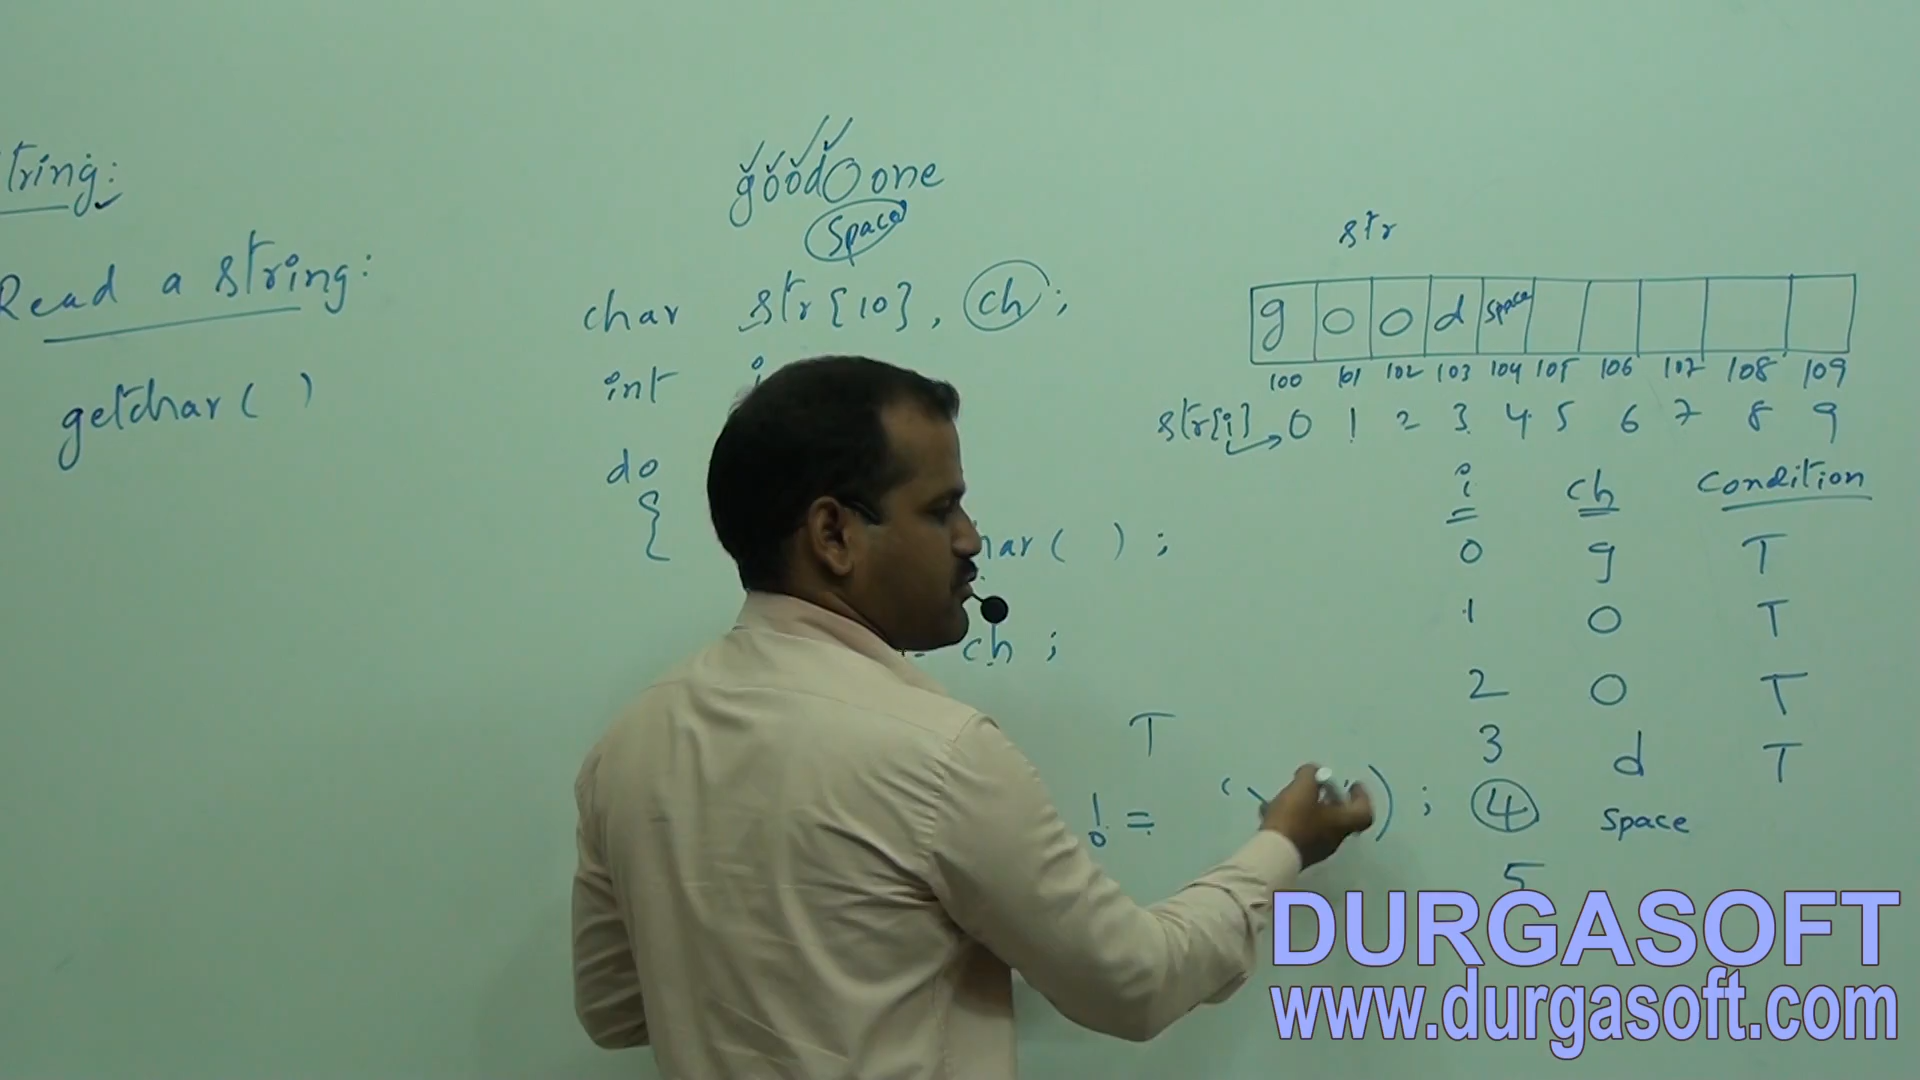 String:
Read a string:
getchar( )
good one
space
char str[10], ch;
int i
do
{
har( );
ch;
T
!= '\ ');
str
g o o d space
100 101 102 103 104 105 106 107 108 109
str[i] 0 1 2 3 4 5 6 7 8 9
i ch condition
0 g T
1 o T
2 o T
3 d T
4 space
5
DURGASOFT
www.durgasoft.com